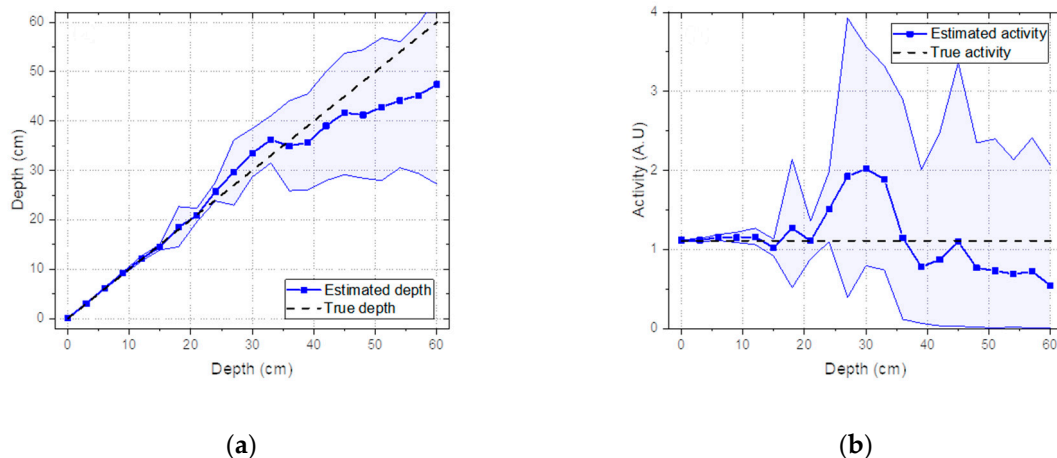 60
50
40
30
20
10
0
Depth (cm)
Estimated depth
True depth
0 10 20 30 40 50 60
Depth (cm)
(a)
4
3
2
1
0
Activity (A.U)
Estimated activity
True activity
0 10 20 30 40 50 60
Depth (cm)
(b)